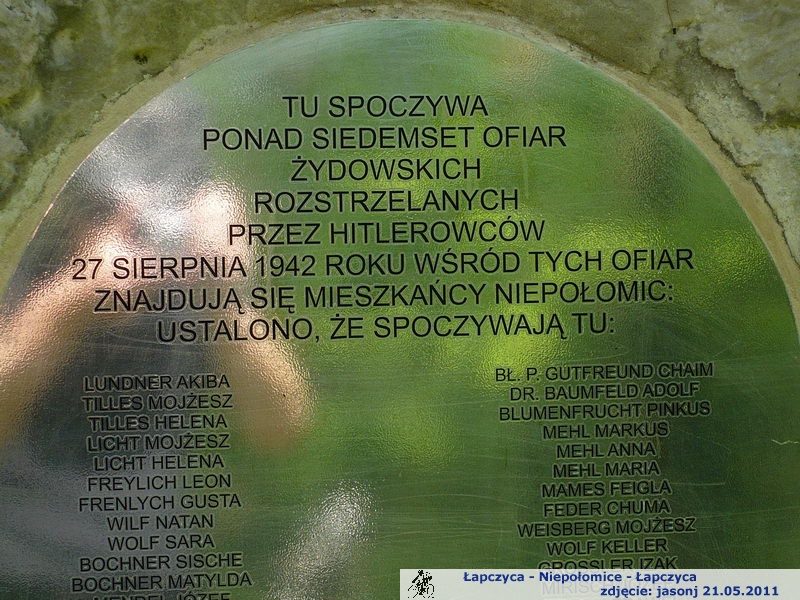 TU SPOCZYWA
PONAD SIEDEMSET OFIAR
ŻYDOWSKICH
ROZSTRZELANYCH
PRZEZ HITLEROWCÓW
27 SIERPNIA 1942 ROKU WŚRÓD TYCH OFIAR
ZNAJDUJĄ SIĘ MIESZKAŃCY NIEPOŁOMIC:
USTALONO, ŻE SPOCZYWAJĄ TU:
LUNDNER AKIBA
TILLES MOJŻESZ
TILLES HELENA
LICHT MOJŻESZ
LICHT HELENA
FREYLICH LEON
FRENLYCH GUSTA
WILF NATAN
WOLF SARA
BOCHNER SISCHE
BOCHNER MATYLDA
MENDEL JÓZEF
BŁ. P. GUTFREUND CHAIM
DR. BAUMFELD ADOLF
BLUMENFRUCHT PINKUS
MEHL MARKUS
MEHL ANNA
MEHL MARIA
MAMES FEIGLA
FEDER CHUMA
WEISBERG MOJŻESZ
WOLF KELLER
GROSSLER IZAK
Łapczyca - Niepołomice - Łapczyca
zdjęcie: jasonj 21.05.2011